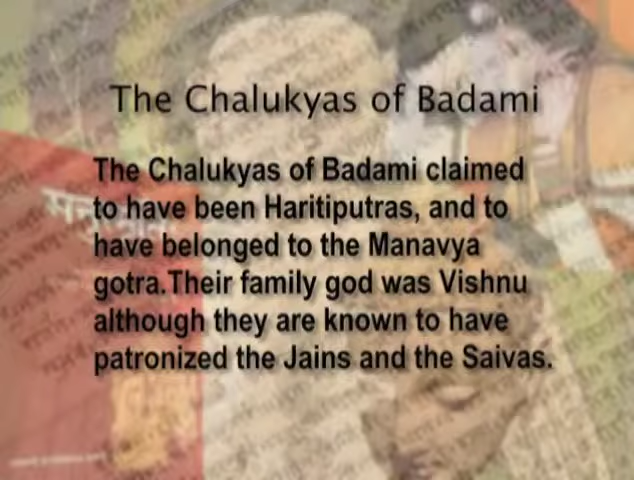 The Chalukyas of Badami
The Chalukyas of Badami claimed
to have been Haritiputras, and to
have belonged to the Manavya
gotra.Their family god was Vishnu
although they are known to have
patronized the Jains and the Saivas.